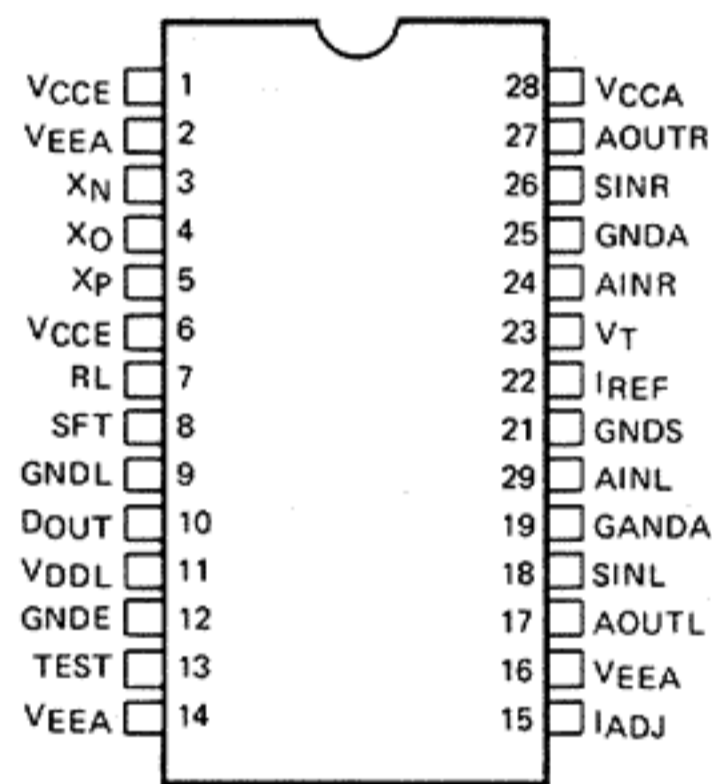 VCCE 1 28 VCCA
VEEA 2 27 AOUTR
XN 3 26 SINR
XO 4 25 GNDA
XP 5 24 AINR
VCCE 6 23 VT
RL 7 22 IREF
SFT 8 21 GNDS
GNDL 9 29 AINL
DOUT 10 19 GANDA
VDDL 11 18 SINL
GNDE 12 17 AOUTL
TEST 13 16 VEEA
VEEA 14 15 IADJ